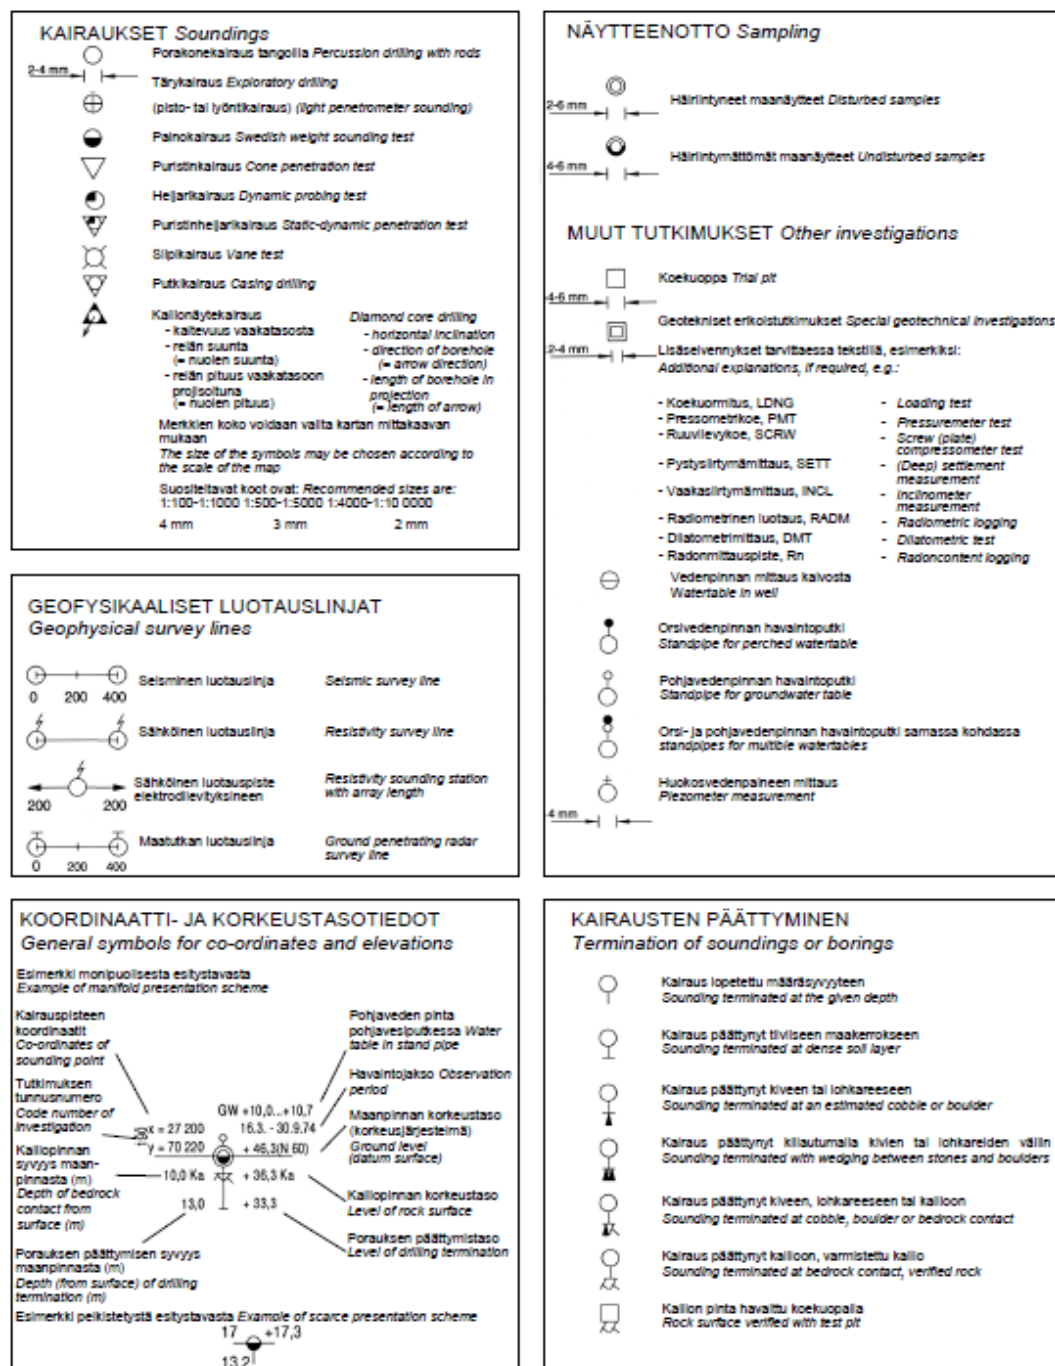 KAIRAUKSET Soundings
Porakonekairaus tangoilla Percussion drilling with rods
2-4 mm
Tärykairaus Exploratory drilling
(pisto- tai lyöntikairaus) (light penetrometer sounding)
Painokairaus Swedish weight sounding test
Puristinkairaus Cone penetration test
Heijarikairaus Dynamic probing test
Puristinheijarikairaus Static-dynamic penetration test
Siipikairaus Vane test
Putkikairaus Casing drilling
Kallionäytekairaus
- kaltevuus vaakatasosta
- reiän suunta
(= nuolen suunta)
- reiän pituus vaakatasoon
projisoituna
(= nuolen pituus)
Diamond core drilling
- horizontal inclination
- direction of borehole
(= arrow direction)
- length of borehole in
projection
(= length of arrow)
Merkkien koko voidaan valita kartan mittakaavan
mukaan
The size of the symbols may be chosen according to
the scale of the map
Suositeltavat koot ovat: Recommended sizes are:
1:100-1:1000 1:500-1:5000 1:4000-1:10 0000
4 mm 3 mm 2 mm
NÄYTTEENOTTO Sampling
Häiriintyneet maanäytteet Disturbed samples
2-6 mm
Häiriintymättömät maanäytteet Undisturbed samples
4-6 mm
MUUT TUTKIMUKSET Other investigations
Koekuoppa Trial pit
4-6 mm
Geotekniset erikoistutkimukset Special geotechnical investigations
2-4 mm
Lisäselvennykset tarvittaessa tekstillä, esimerkiksi:
Additional explanations, if required, e.g.:
- Koekuormitus, LDNG - Loading test
- Pressometrikoe, PMT - Pressuremeter test
- Ruuvilevykoe, SCRW - Screw (plate)
compressometer test
- Pystysiirtymämittaus, SETT - (Deep) settlement
measurement
- Vaakasiirtymämittaus, INCL - Inclinometer
measurement
- Radiometrinen luotaus, RADM - Radiometric logging
- Dilatometrimittaus, DMT - Dilatometric test
- Radonmittauspiste, Rn - Radoncontent logging
Vedenpinnan mittaus kaivosta
Watertable in well
Orsivedenpinnan havaintoputki
Standpipe for perched watertable
Pohjavedenpinnan havaintoputki
Standpipe for groundwater table
Orsi- ja pohjavedenpinnan havaintoputki samassa kohdassa
standpipes for multible watertables
Huokosvedenpaineen mittaus
Piezometer measurement
4 mm
GEOFYSIKAALISET LUOTAUSLINJAT
Geophysical survey lines
Seisminen luotauslinja Seismic survey line
0 200 400
Sähköinen luotauslinja Resistivity survey line
Sähköinen luotauspiste
elektrodilevityksineen
Resistivity sounding station
with array length
200 200
Maatutkan luotauslinja
Ground penetrating radar
survey line
0 200 400
KOORDINAATTI- JA KORKEUSTASOTIEDOT
General symbols for co-ordinates and elevations
Esimerkki monipuolisesta esitystavasta
Example of manifold presentation scheme
Kairauspisteen
koordinaatit
Co-ordinates of
sounding point
Tutkimuksen
tunnusnumero
Code number of
investigation
Kalliopinnan
syvyys maan-
pinnasta (m)
Depth of bedrock
contact from
surface (m)
Porauksen päättymisen syvyys
maanpinnasta (m)
Depth (from surface) of drilling
termination (m)
GW +10,0...+10,7
x = 27 200 16.3. - 30.9.74
y = 70 220 + 46,3(N 60)
10,0 Ka + 36,3 Ka
13,0 + 33,3
Pohjaveden pinta
pohjavesiputkessa Water
table in stand pipe
Havaintojakso Observation
period
Maanpinnan korkeustaso
(korkeusjärjestelmä)
Ground level
(datum surface)
Kalliopinnan korkeustaso
Level of rock surface
Porauksen päättymistaso
Level of drilling termination
Esimerkki pelkistetystä esitystavasta Example of scarce presentation scheme
17 +17,3
13,2
KAIRAUSTEN PÄÄTTYMINEN
Termination of soundings or borings
Kairaus lopetettu määräsyvyyteen
Sounding terminated at the given depth
Kairaus päättynyt tiiviiseen maakerrokseen
Sounding terminated at dense soil layer
Kairaus päättynyt kiveen tai lohkareeseen
Sounding terminated at an estimated cobble or boulder
Kairaus päättynyt kiilautumalla kivien tai lohkareiden väliin
Sounding terminated with wedging between stones and boulders
Kairaus päättynyt kiveen, lohkareeseen tai kallioon
Sounding terminated at cobble, boulder or bedrock contact
Kairaus päättynyt kallioon, varmistettu kallio
Sounding terminated at bedrock contact, verified rock
Kallion pinta havaittu koekuopalla
Rock surface verified with test pit